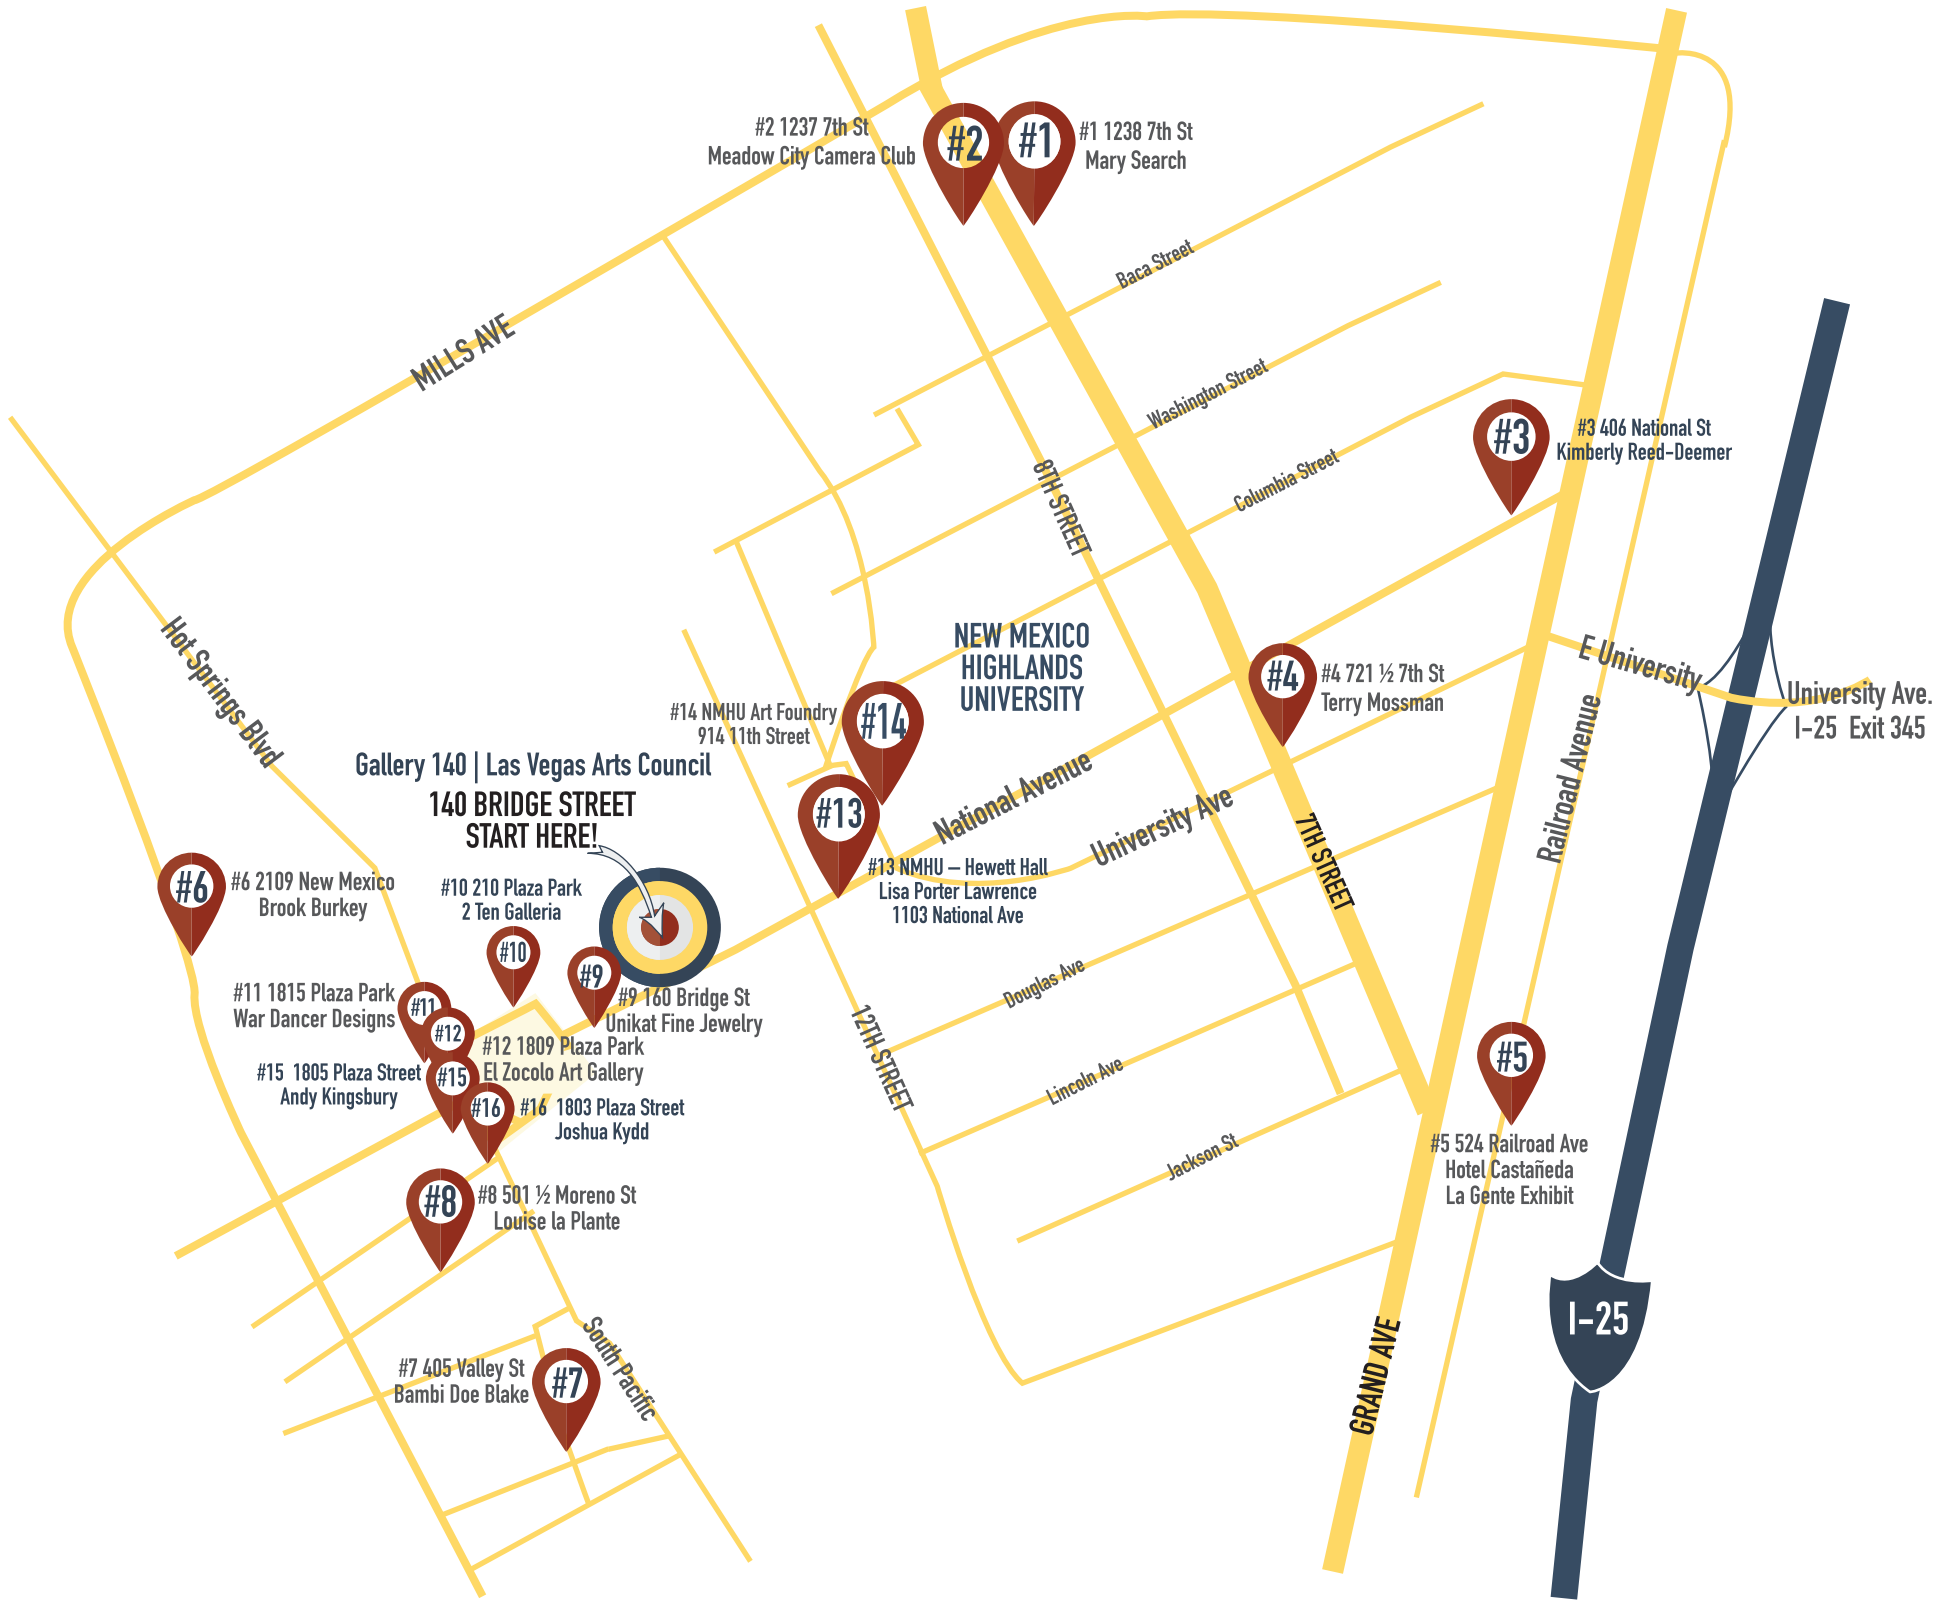 #2 1237 7th St
Meadow City Camera Club
#2
#1
#1 1238 7th St
Mary Search
Baca Street
MILLS AVE
Washington Street
Columbia Street
8TH STREET
#3
#3 406 National St
Kimberly Reed-Deemer
Hot Springs Blvd
NEW MEXICO
HIGHLANDS
UNIVERSITY
#4
#4 721 ½ 7th St
Terry Mossman
E University
University Ave.
I-25 Exit 345
#14 NMHU Art Foundry
914 11th Street
#14
Gallery 140 | Las Vegas Arts Council
140 BRIDGE STREET
START HERE!
#13
National Avenue
University Ave
7TH STREET
Railroad Avenue
#13 NMHU – Hewett Hall
Lisa Porter Lawrence
1103 National Ave
#6
#6 2109 New Mexico
Brook Burkey
#10 210 Plaza Park
2 Ten Galleria
#10
#9
#9 160 Bridge St
Unikat Fine Jewelry
#11 1815 Plaza Park
War Dancer Designs
#11
#12
#12 1809 Plaza Park
El Zocolo Art Gallery
#15 1805 Plaza Street
Andy Kingsbury
#15
#16
#16 1803 Plaza Street
Joshua Kydd
Douglas Ave
12TH STREET
Lincoln Ave
Jackson St
#5
#5 524 Railroad Ave
Hotel Castañeda
La Gente Exhibit
#8
#8 501 ½ Moreno St
Louise la Plante
South Pacific
#7 405 Valley St
Bambi Doe Blake
#7
GRAND AVE
I-25